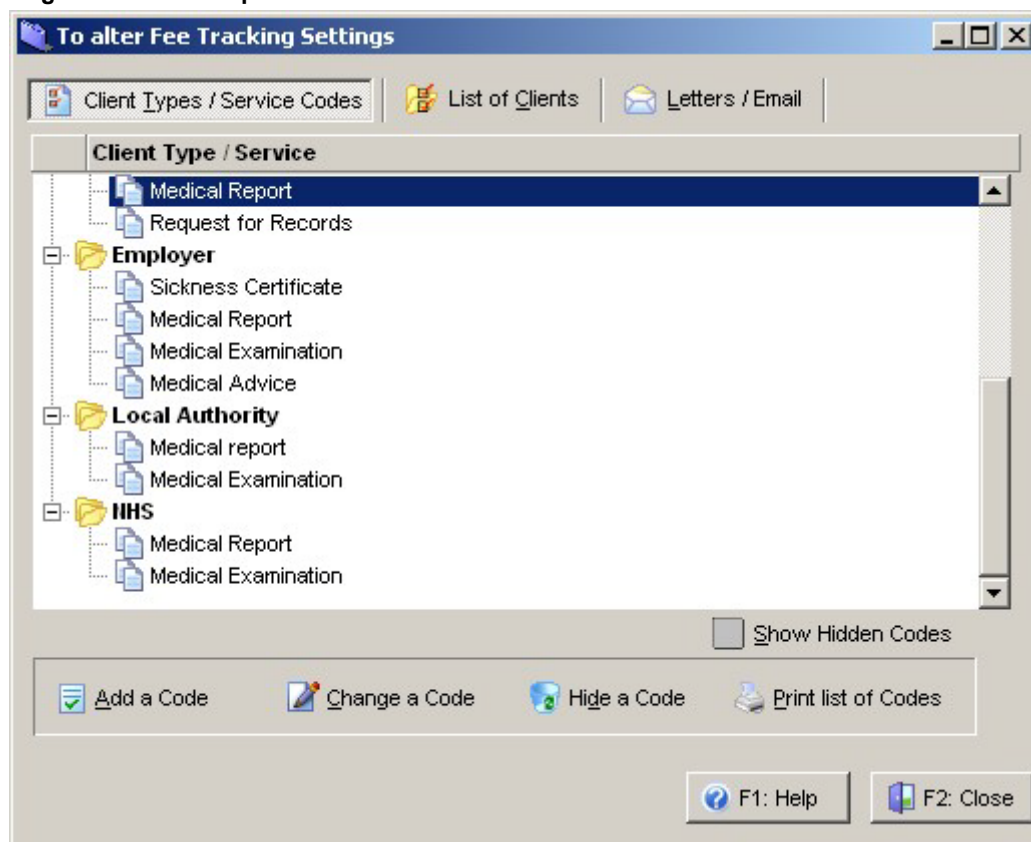 To alter Fee Tracking Settings
Client Types / Service Codes List of Clients Letters / Email
Client Type / Service
Medical Report
Request for Records
Employer
Sickness Certificate
Medical Report
Medical Examination
Medical Advice
Local Authority
Medical report
Medical Examination
NHS
Medical Report
Medical Examination
Show Hidden Codes
Add a Code Change a Code Hide a Code Print list of Codes
F1: Help F2: Close